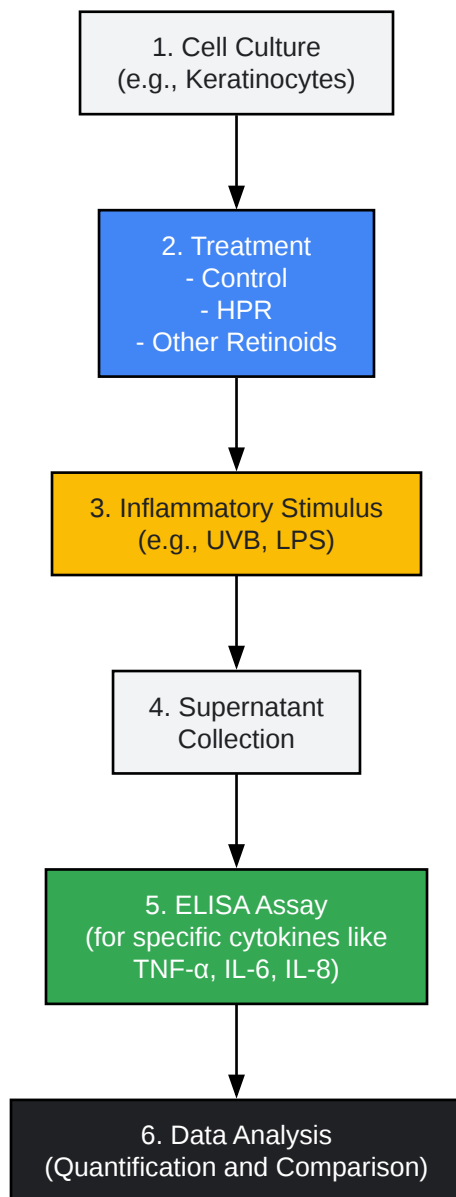 1. Cell Culture
(e.g., Keratinocytes)
2. Treatment
- Control
- HPR
- Other Retinoids
3. Inflammatory Stimulus
(e.g., UVB, LPS)
4. Supernatant
Collection
5. ELISA Assay
(for specific cytokines like
TNF-α, IL-6, IL-8)
6. Data Analysis
(Quantification and Comparison)